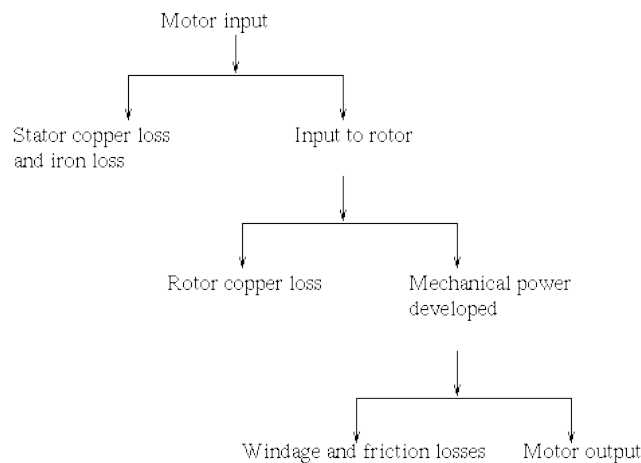 Motor input
Stator copper loss
and iron loss
Input to rotor
Rotor copper loss
Mechanical power
developed
Windage and friction losses
Motor output